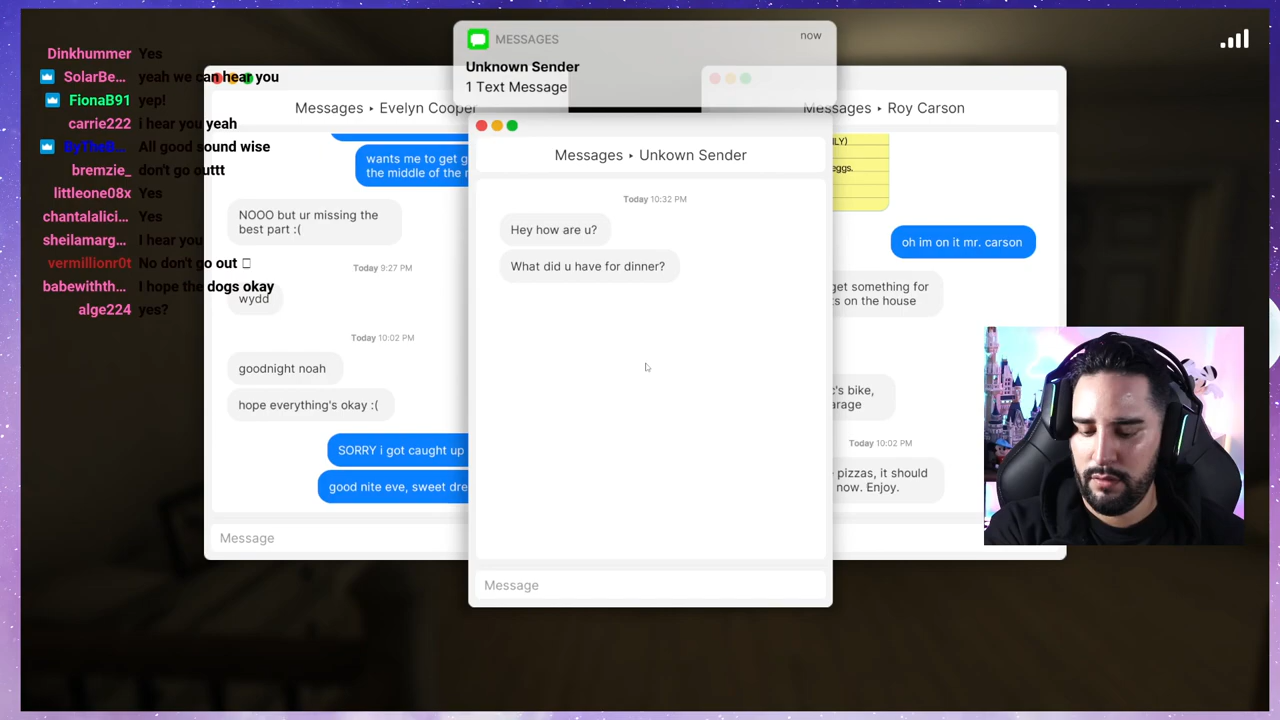 MESSAGES
now
Unknown Sender
1 Text Message
Dinkhummer Yes
SolarBe... yeah we can hear you
FionaB91 yep!
carrie222 i hear you yeah
ByTheB... All good sound wise
bremzie_ don't go outtt
littleone08x Yes
chantalalici... Yes
sheilamarg... I hear you
vermillionr0t No don't go out
babewithth... I hope the dogs okay
alge224 yes?
Messages ▸ Evelyn Cooper
wants me to get g
the middle of the r
NOOO but ur missing the
best part :(
Today 9:27 PM
wydd
Today 10:02 PM
goodnight noah
hope everything's okay :(
SORRY i got caught up
good nite eve, sweet dre
Message
Messages ▸ Unkown Sender
Today 10:32 PM
Hey how are u?
What did u have for dinner?
Message
Messages ▸ Roy Carson
LY)
eggs.
oh im on it mr. carson
get something for
s on the house
c's bike,
arage
Today 10:02 PM
pizzas, it should
now. Enjoy.